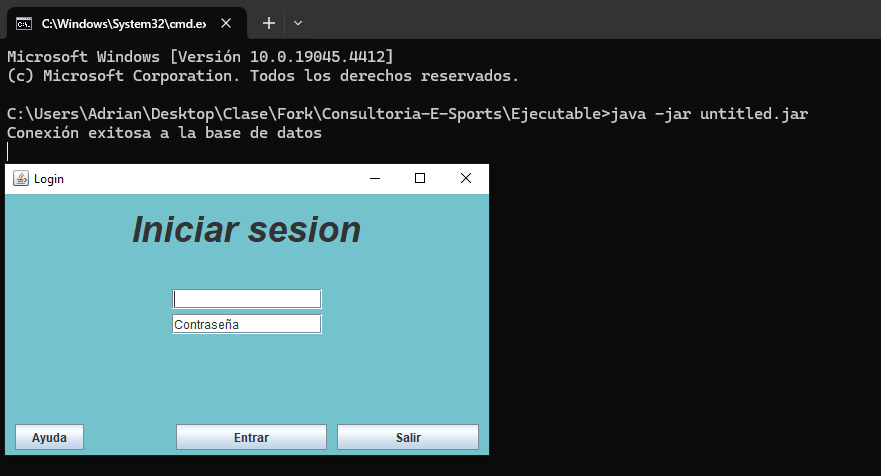 C:\Windows\System32\cmd.e
Microsoft Windows [Versión 10.0.19045.4412]
(c) Microsoft Corporation. Todos los derechos reservados.
C:\Users\Adrian\Desktop\Clase\Fork\Consultoria-E-Sports\Ejecutable>java -jar untitled.jar
Conexión exitosa a la base de datos
Login
Iniciar sesion
Contraseña
Ayuda Entrar Salir